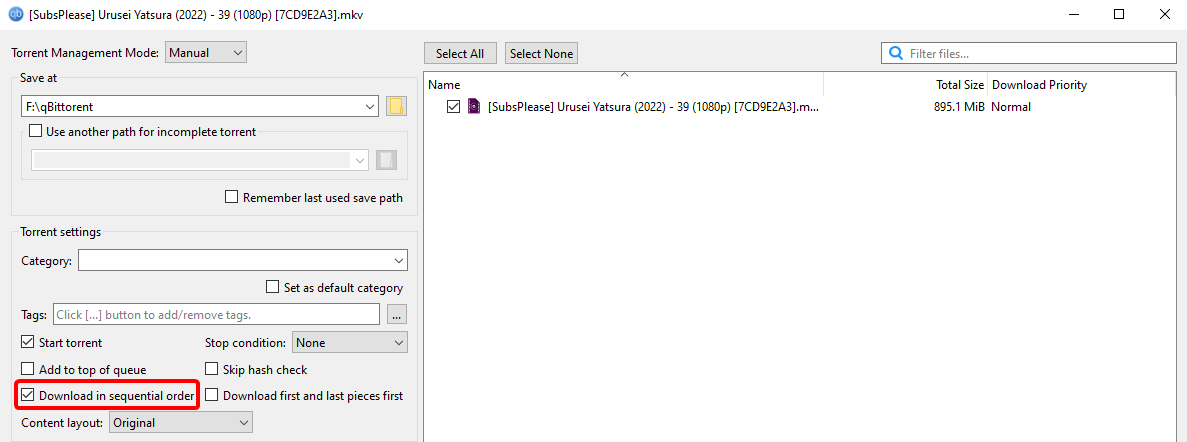 qb [SubsPlease] Urusei Yatsura (2022) - 39 (1080p) [7CD9E2A3].mkv
Torrent Management Mode: Manual
Save at
F:\qBittorent
Use another path for incomplete torrent
Remember last used save path
Torrent settings
Category:
Set as default category
Tags: Click [...] button to add/remove tags. ...
Start torrent Stop condition: None
Add to top of queue Skip hash check
Download in sequential order Download first and last pieces first
Content layout: Original
Select All Select None Filter files...
Name Total Size Download Priority
[SubsPlease] Urusei Yatsura (2022) - 39 (1080p) [7CD9E2A3].m... 895.1 MiB Normal